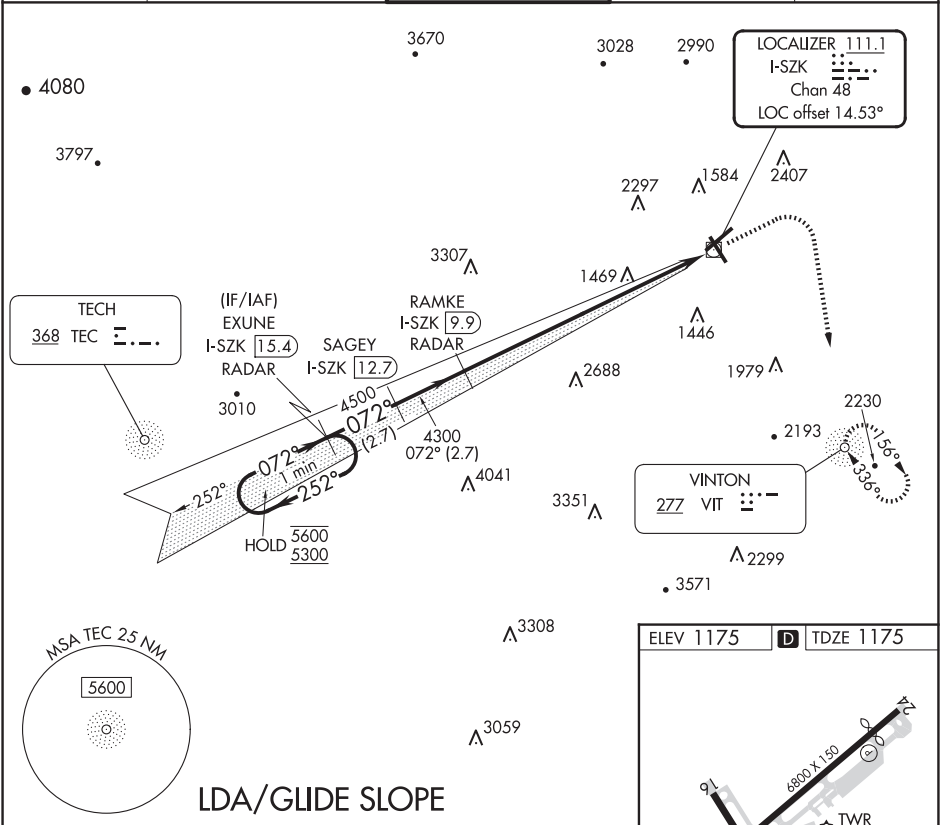 3670
3028
2990
LOCALIZER 111.1
I-SZK
Chan 48
LOC offset 14.53°
4080
3797
2297
1584
2407
3307
1469
TECH
368 TEC
(IF/IAF)
EXUNE
I-SZK 15.4
RADAR
SAGEY
I-SZK 12.7
RAMKE
I-SZK 9.9
RADAR
1446
3010
4500
072°
(2.7)
4300
072° (2.7)
2688
1979
2230
2193
156°
336°
072°
1 min
252°
252°
HOLD 5600
5300
4041
3351
VINTON
277 VIT
2299
3571
MSA TEC 25 NM
5600
3308
3059
LDA/GLIDE SLOPE
ELEV 1175
D
TDZE 1175
24
P
6800 X 150
16
TWR